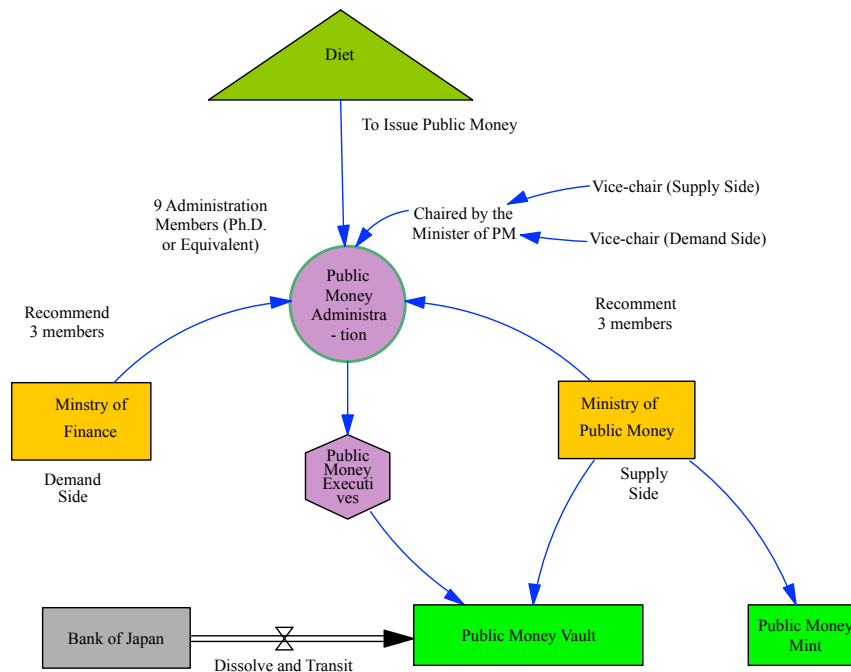 Diet
To Issue Public Money
9 Administration
Members (Ph.D.
or Equivalent)
Chaired by the
Minister of PM
Vice-chair (Supply Side)
Vice-chair (Demand Side)
Public
Money
Administra
- tion
Recommend
3 members
Recomment
3 members
Minstry of
Finance
Demand
Side
Ministry of
Public Money
Supply
Side
Public
Money
Executi
ves
Bank of Japan
Dissolve and Transit
Public Money Vault
Public Money
Mint